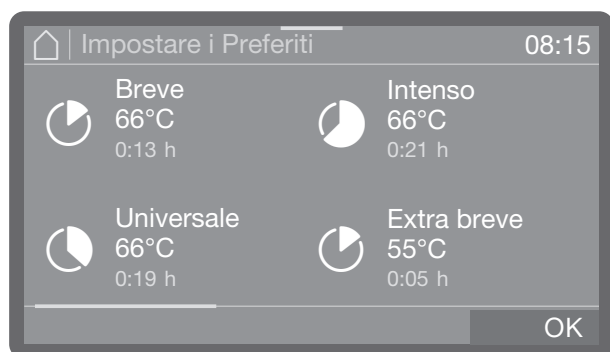 Impostare i Preferiti 08:15
Breve
66°C
0:13 h
Intenso
66°C
0:21 h
Universale
66°C
0:19 h
Extra breve
55°C
0:05 h
OK